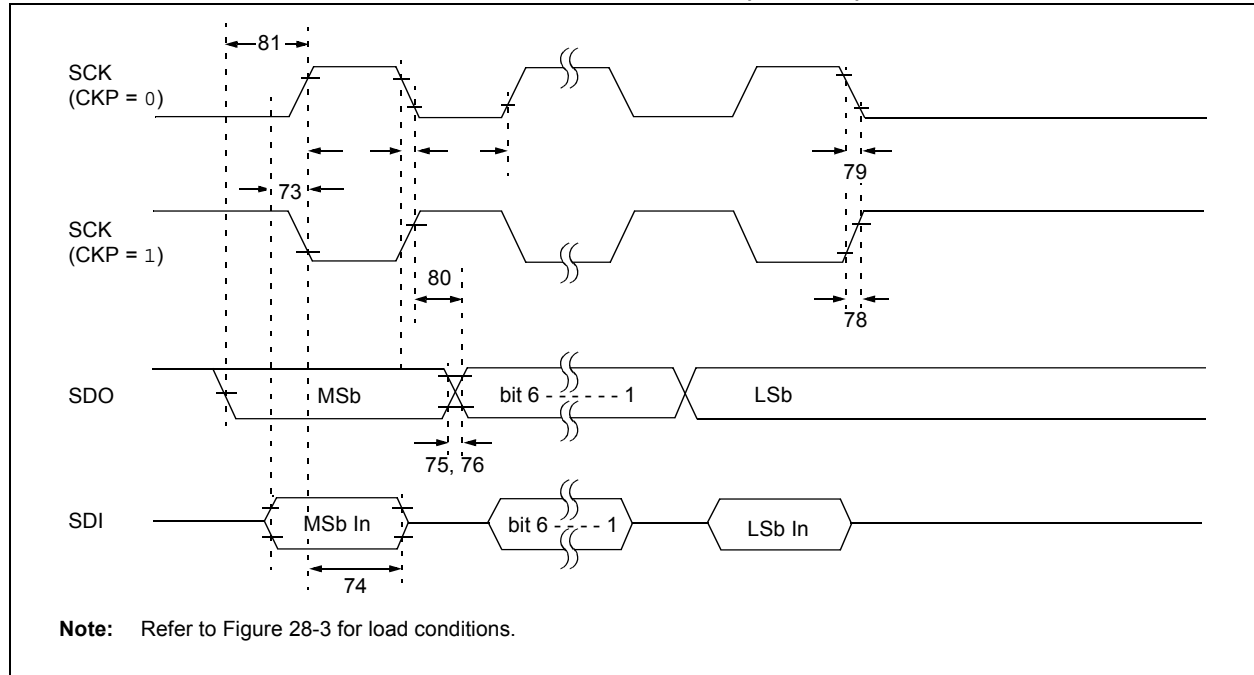 81
SCK
(CKP = 0)
79
73
SCK
(CKP = 1)
80
78
SDO
MSb
bit 6 - - - - - - 1
LSb
75, 76
SDI
MSb In
bit 6 - - - - - 1
LSb In
74
Note: Refer to Figure 28-3 for load conditions.